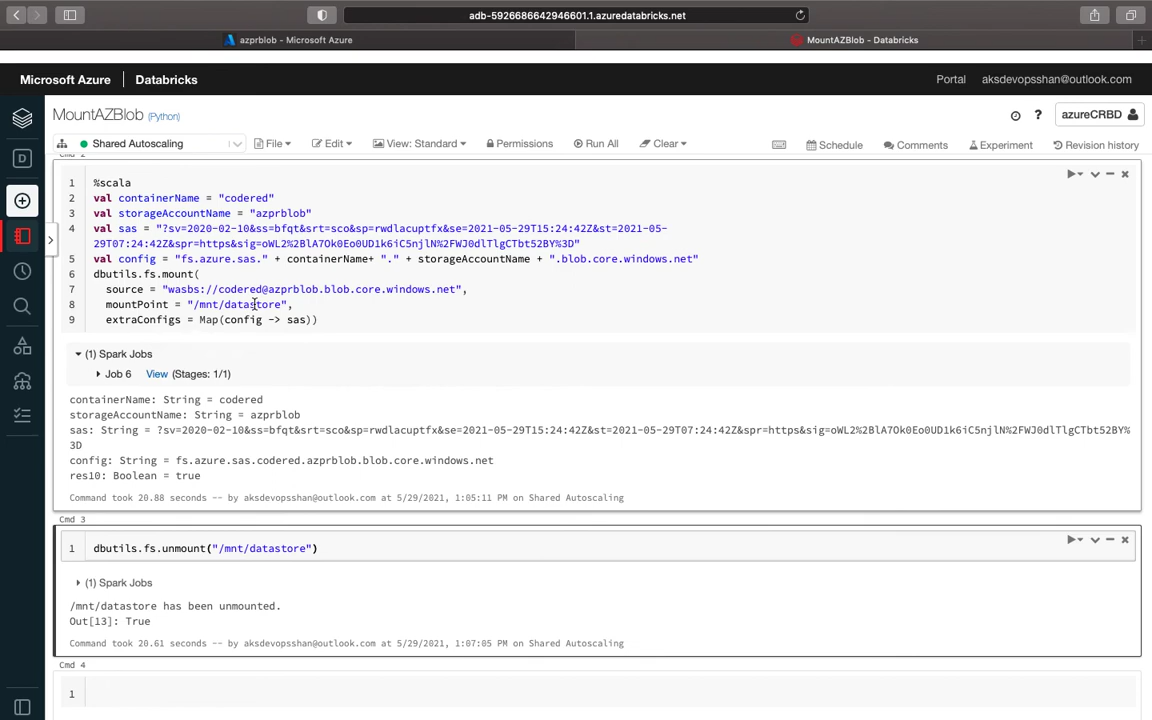 adb-5926686642946601.1.azuredatabricks.net
azprblob - Microsoft Azure
MountAZBlob - Databricks
Microsoft Azure
Databricks
Portal
aksdevopsshan@outlook.com
MountAZBlob (Python)
azureCRBD
Shared Autoscaling
File
Edit
View: Standard
Permissions
Run All
Clear
Schedule
Comments
Experiment
Revision history
Cmd 2
1 %scala
2 val containerName = "codered"
3 val storageAccountName = "azprblob"
4 val sas = "?sv=2020-02-10&ss=bfqt&srt=sco&sp=rwdlacuptfx&se=2021-05-29T15:24:42Z&st=2021-05-
29T07:24:42Z&spr=https&sig=oWL2%2BlA7Ok0Eo0UD1k6iC5njlN%2FWJ0dlTlgCTbt52BY%3D"
5 val config = "fs.azure.sas." + containerName+ "." + storageAccountName + ".blob.core.windows.net"
6 dbutils.fs.mount(
7 source = "wasbs://codered@azprblob.blob.core.windows.net",
8 mountPoint = "/mnt/datastore",
9 extraConfigs = Map(config -> sas))
(1) Spark Jobs
Job 6 View (Stages: 1/1)
containerName: String = codered
storageAccountName: String = azprblob
sas: String = ?sv=2020-02-10&ss=bfqt&srt=sco&sp=rwdlacuptfx&se=2021-05-29T15:24:42Z&st=2021-05-29T07:24:42Z&spr=https&sig=oWL2%2BlA7Ok0Eo0UD1k6iC5njlN%2FWJ0dlTlgCTbt52BY%
3D
config: String = fs.azure.sas.codered.azprblob.blob.core.windows.net
res10: Boolean = true
Command took 20.88 seconds -- by aksdevopsshan@outlook.com at 5/29/2021, 1:05:11 PM on Shared Autoscaling
Cmd 3
1 dbutils.fs.unmount("/mnt/datastore")
(1) Spark Jobs
/mnt/datastore has been unmounted.
Out[13]: True
Command took 20.61 seconds -- by aksdevopsshan@outlook.com at 5/29/2021, 1:07:05 PM on Shared Autoscaling
Cmd 4
1